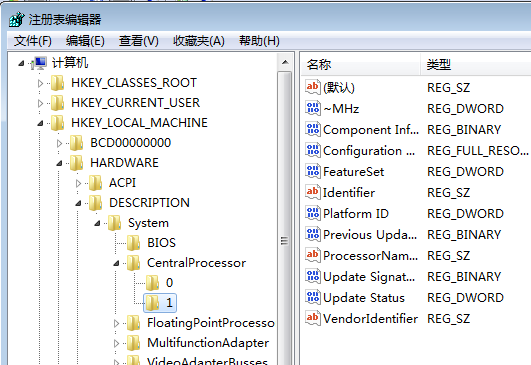 注册表编辑器
文件(F) 编辑(E) 查看(V) 收藏夹(A) 帮助(H)
计算机
HKEY_CLASSES_ROOT
HKEY_CURRENT_USER
HKEY_LOCAL_MACHINE
BCD00000000
HARDWARE
ACPI
DESCRIPTION
System
BIOS
CentralProcessor
0
1
FloatingPointProcesso
MultifunctionAdapter
VideoAdapterBusses
名称 类型
(默认) REG_SZ
~MHz REG_DWORD
Component Inf... REG_BINARY
Configuration ... REG_FULL_RESO...
FeatureSet REG_DWORD
Identifier REG_SZ
Platform ID REG_DWORD
Previous Upda... REG_BINARY
ProcessorNam... REG_SZ
Update Signat... REG_BINARY
Update Status REG_DWORD
VendorIdentifier REG_SZ